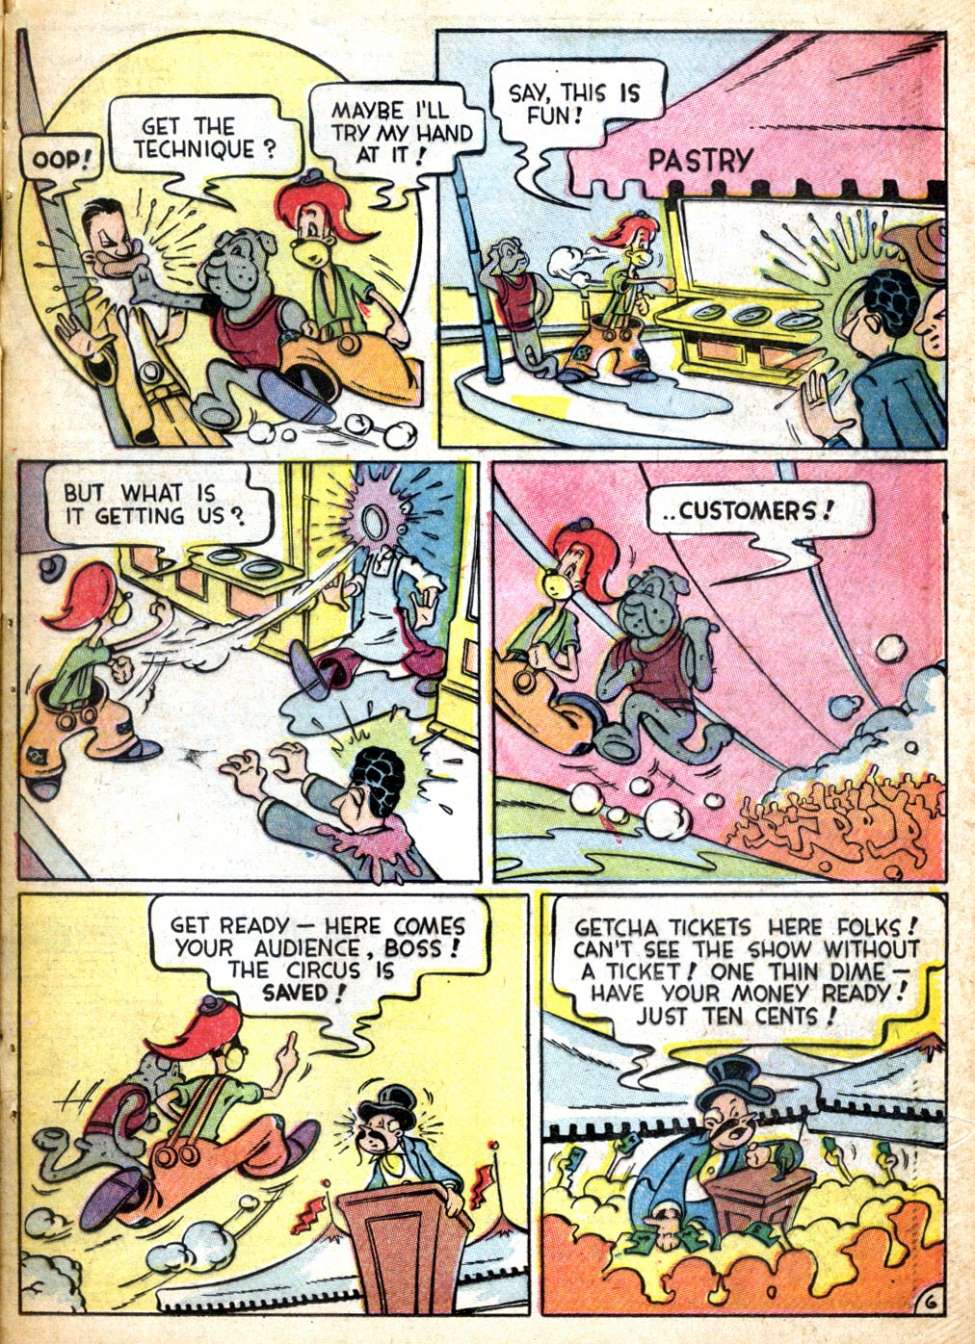 OOP!
GET THE
TECHNIQUE?
MAYBE I'LL
TRY MY HAND
AT IT!
SAY, THIS IS
FUN!
PASTRY
BUT WHAT IS
IT GETTING US?
..CUSTOMERS!
GET READY — HERE COMES
YOUR AUDIENCE, BOSS!
THE CIRCUS IS
SAVED!
GETCHA TICKETS HERE FOLKS!
CAN'T SEE THE SHOW WITHOUT
A TICKET! ONE THIN DIME —
HAVE YOUR MONEY READY!
JUST TEN CENTS!
6